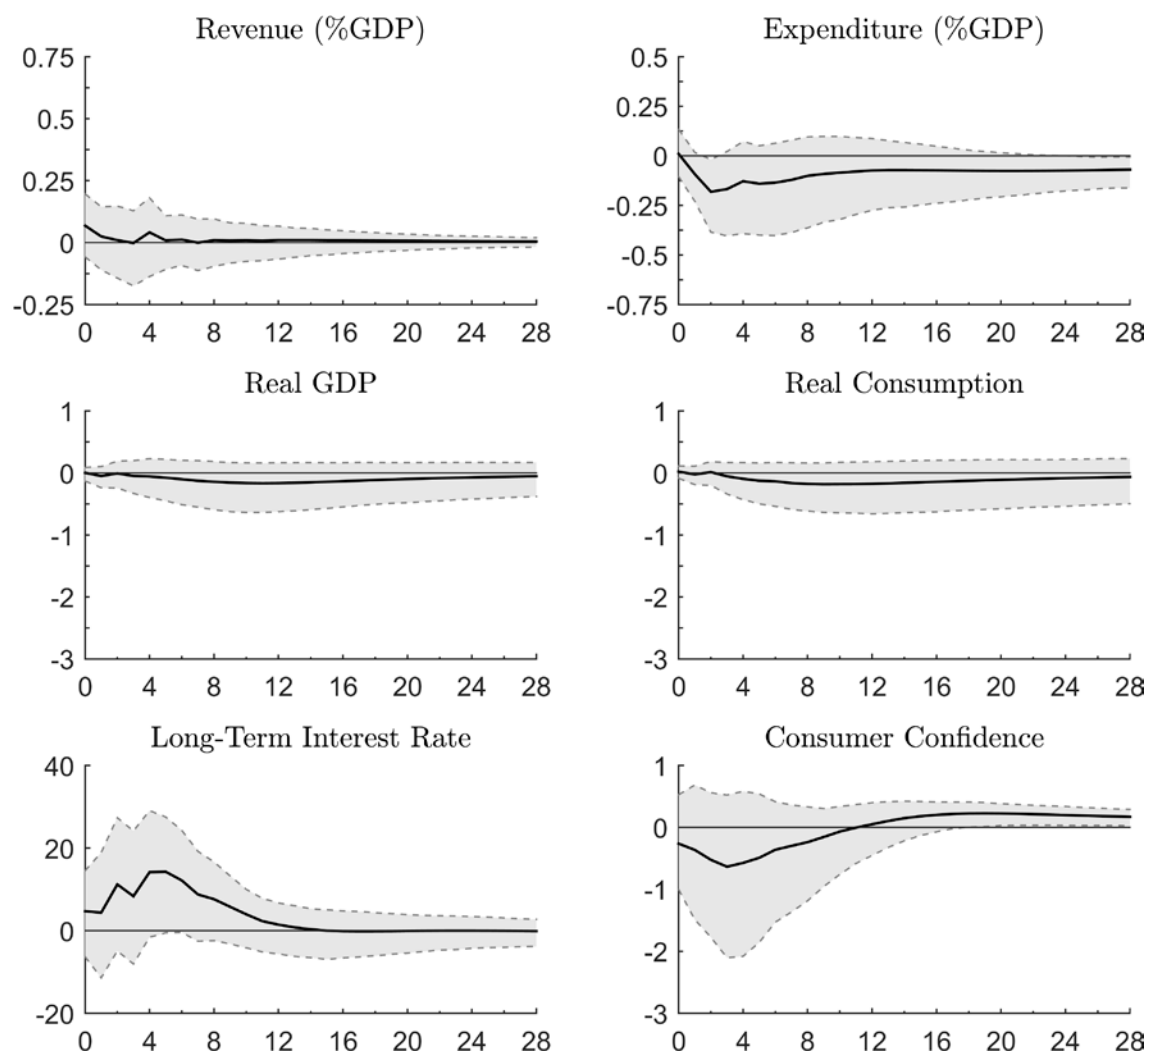 Revenue (%GDP)
0.75
0.5
0.25
0
-0.25
0 4 8 12 16 20 24 28
Expenditure (%GDP)
0.5
0.25
0
-0.25
-0.5
-0.75
0 4 8 12 16 20 24 28
Real GDP
1
0
-1
-2
-3
0 4 8 12 16 20 24 28
Real Consumption
1
0
-1
-2
-3
0 4 8 12 16 20 24 28
Long-Term Interest Rate
40
20
0
-20
0 4 8 12 16 20 24 28
Consumer Confidence
1
0
-1
-2
-3
0 4 8 12 16 20 24 28